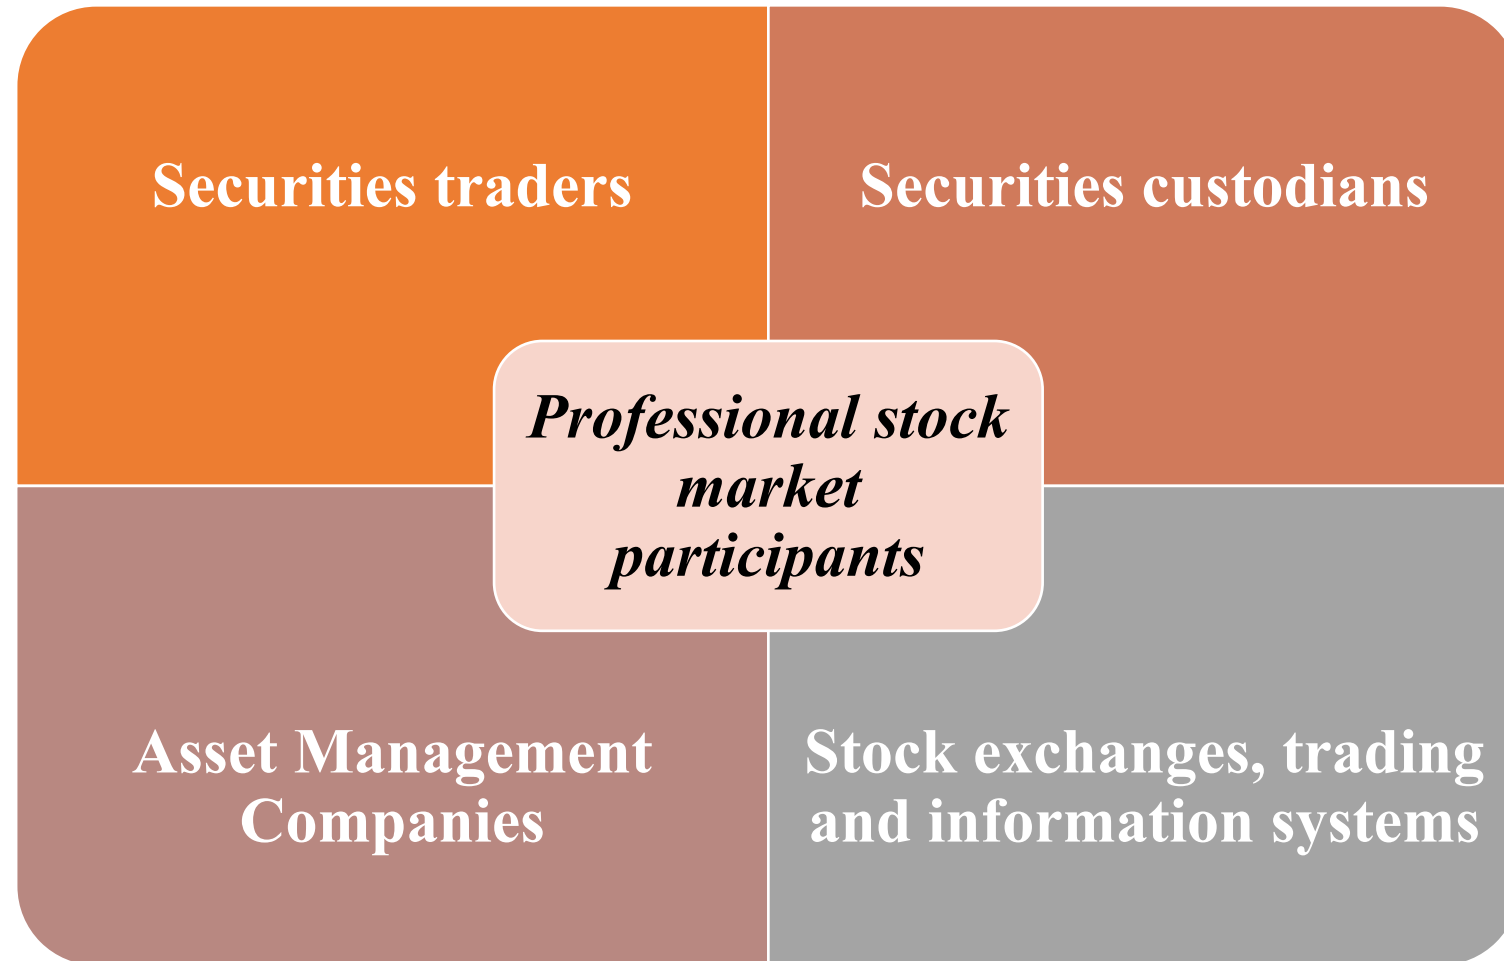 Securities traders
Securities custodians
Professional stock
market
participants
Asset Management
Companies
Stock exchanges, trading
and information systems